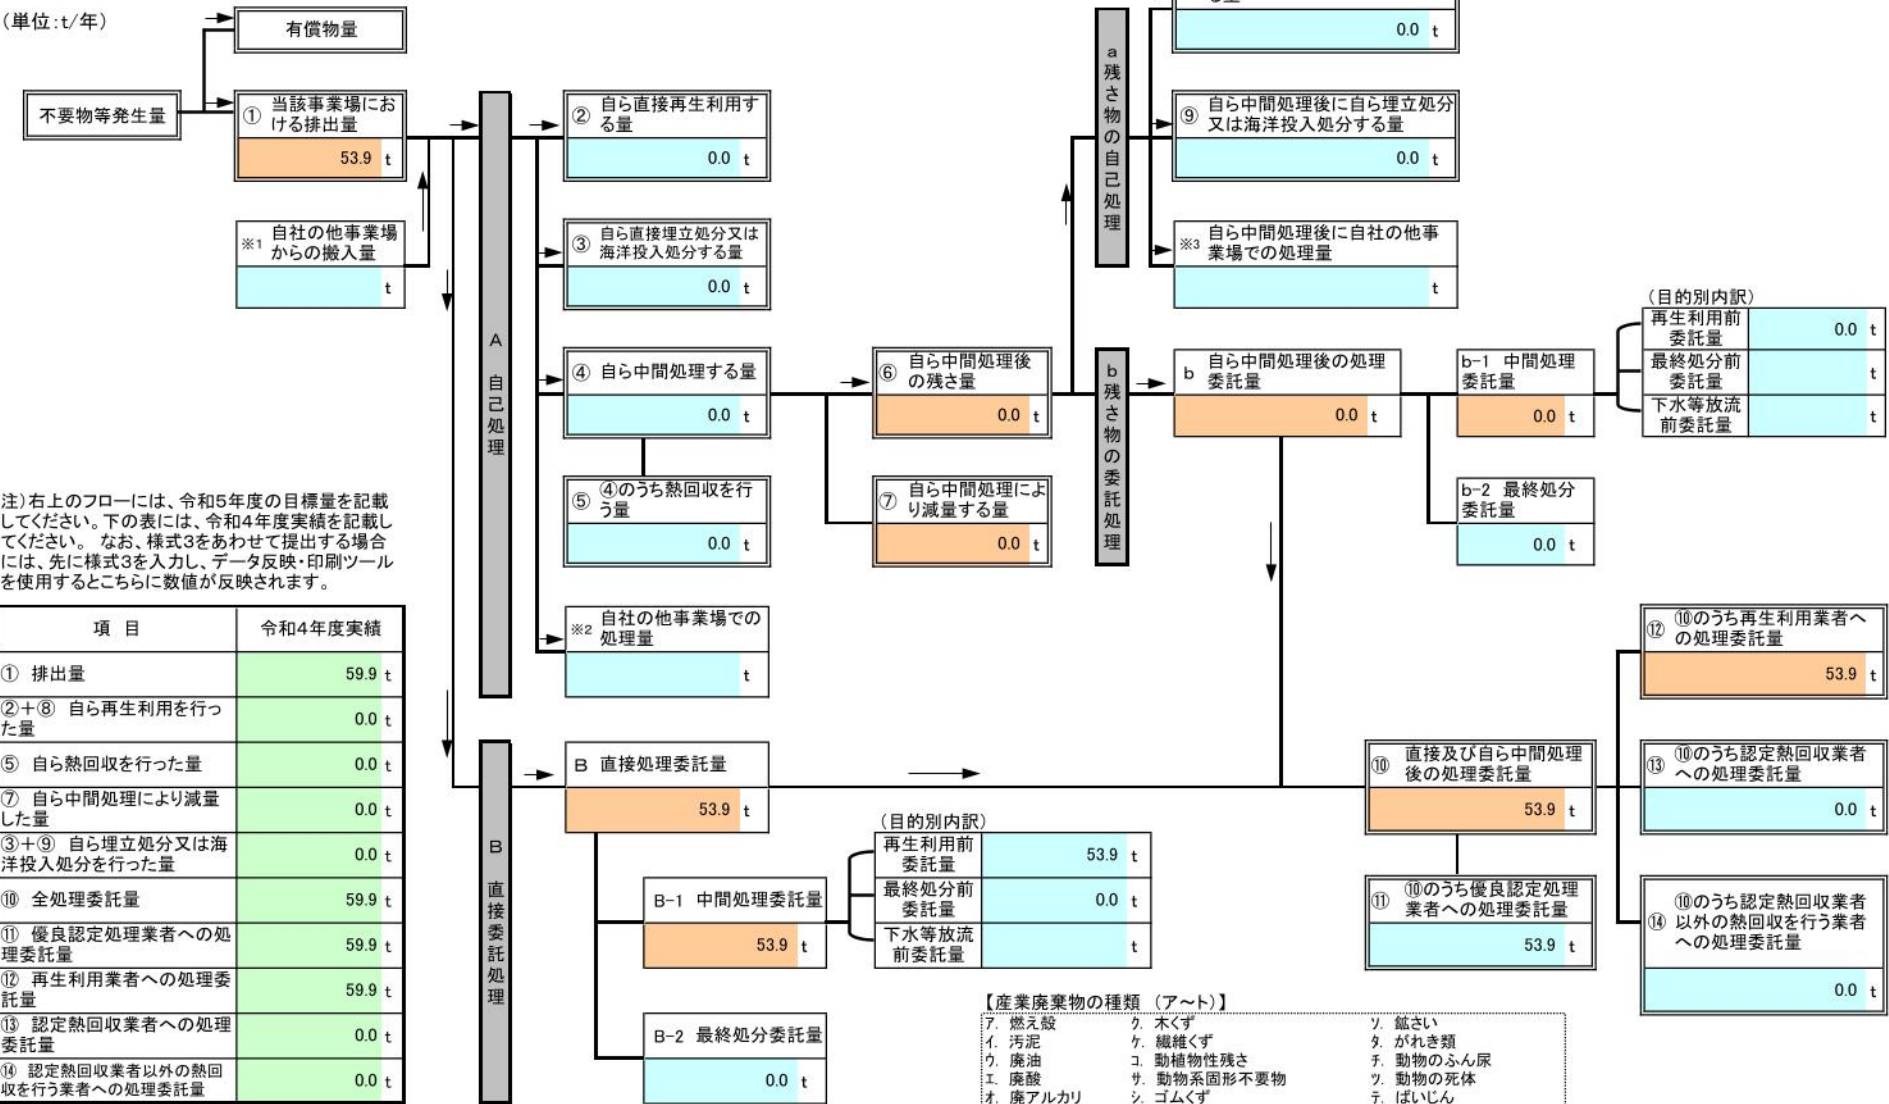 (単位:t/年)
有償物量
不要物等発生量
① 当該事業場にお
ける排出量
53.9 t
※1 自社の他事業場
からの搬入量
t
A 自己処理
② 自ら直接再生利用す
る量
0.0 t
③ 自ら直接埋立処分又は
海洋投入処分する量
0.0 t
④ 自ら中間処理する量
0.0 t
⑤ ④のうち熱回収を行
う量
0.0 t
※2 自社の他事業場での
処理量
t
⑥ 自ら中間処理後
の残さ量
0.0 t
⑦ 自ら中間処理によ
り減量する量
0.0 t
a 残さ物の自己処理
0.0 t
⑨ 自ら中間処理後に自ら埋立処分
又は海洋投入処分する量
0.0 t
※3 自ら中間処理後に自社の他事
業場での処理量
t
b 残さ物の委託処理
b 自ら中間処理後の処理
委託量
0.0 t
b-1 中間処理
委託量
0.0 t
b-2 最終処分
委託量
0.0 t
(目的別内訳)
再生利用前
委託量
0.0 t
最終処分前
委託量
t
下水等放流
前委託量
t
注)右上のフローには、令和5年度の目標量を記載
してください。下の表には、令和4年度実績を記載し
てください。 なお、様式3をあわせて提出する場合
には、先に様式3を入力し、データ反映・印刷ツール
を使用するとこちらに数値が反映されます。
項 目 令和4年度実績
① 排出量 59.9 t
②+⑧ 自ら再生利用を行っ
た量
0.0 t
⑤ 自ら熱回収を行った量 0.0 t
⑦ 自ら中間処理により減量
した量
0.0 t
③+⑨ 自ら埋立処分又は海
洋投入処分を行った量
0.0 t
⑩ 全処理委託量 59.9 t
⑪ 優良認定処理業者への処
理委託量
59.9 t
⑫ 再生利用業者への処理委
託量
59.9 t
⑬ 認定熱回収業者への処理
委託量
0.0 t
⑭ 認定熱回収業者以外の熱回
収を行う業者への処理委託量
0.0 t
B 直接委託処理
B 直接処理委託量
53.9 t
B-1 中間処理委託量
53.9 t
B-2 最終処分委託量
0.0 t
(目的別内訳)
再生利用前
委託量
53.9 t
最終処分前
委託量
0.0 t
下水等放流
前委託量
t
⑩ 直接及び自ら中間処理
後の処理委託量
53.9 t
⑪ ⑩のうち優良認定処理
業者への処理委託量
53.9 t
⑫ ⑩のうち再生利用業者へ
の処理委託量
53.9 t
⑬ ⑩のうち認定熱回収業者
への処理委託量
0.0 t
⑭ ⑩のうち認定熱回収業者
以外の熱回収を行う業者
への処理委託量
0.0 t
【産業廃棄物の種類 (ア~ト)】
ア. 燃え殻 ク. 木くず ソ. 鉱さい
イ. 汚泥 ケ. 繊維くず タ. がれき類
ウ. 廃油 コ. 動植物性残さ チ. 動物のふん尿
エ. 廃酸 サ. 動物系固形不要物 ツ. 動物の死体
オ. 廃アルカリ シ. ゴムくず テ. ばいじん